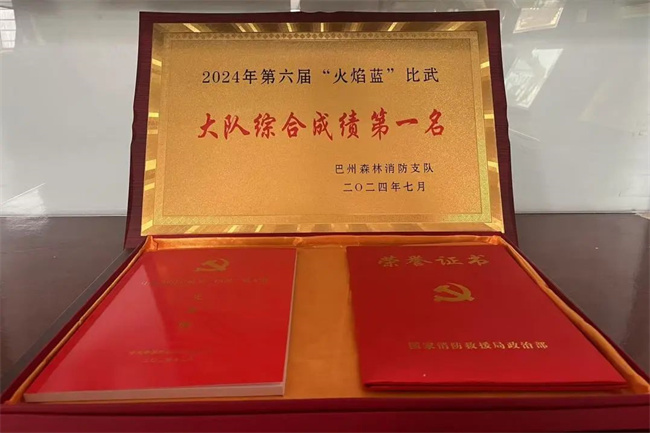 2024年第六届“火焰蓝”比武
大队综合成绩第一名
巴州森林消防支队
二〇二四年七月
荣誉证书
国家消防救援局政治部